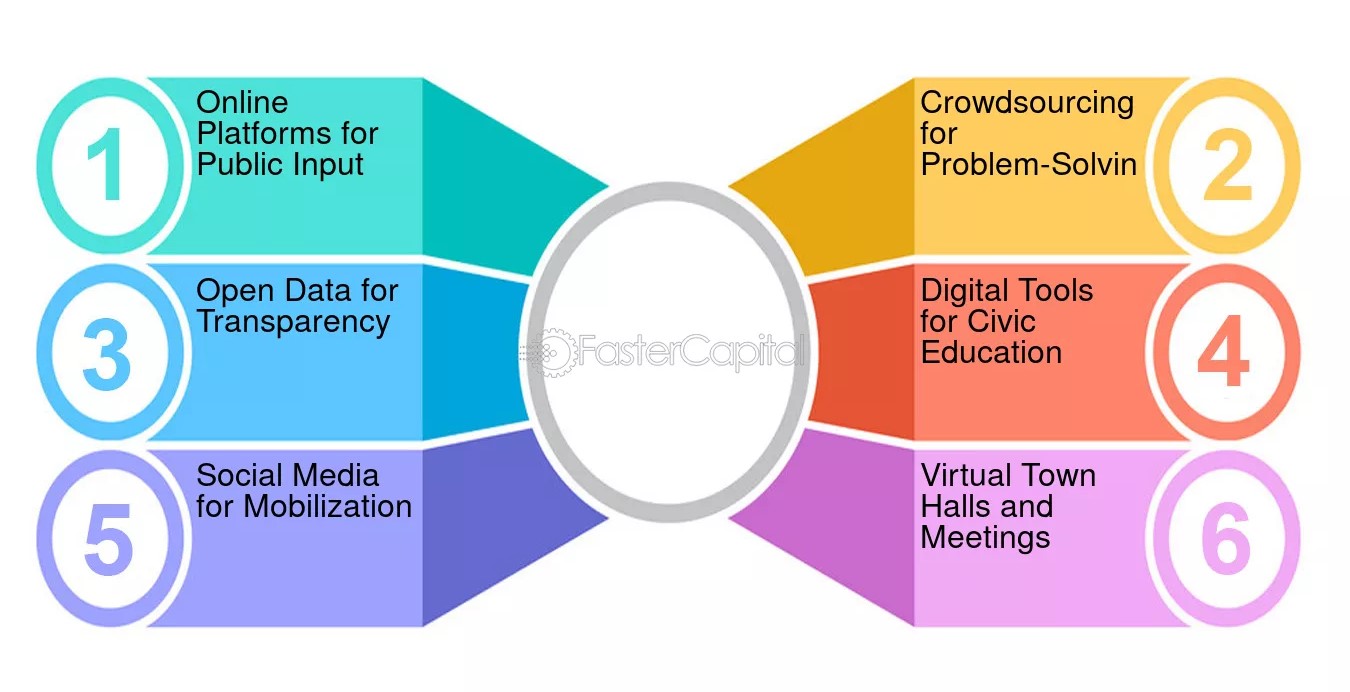 1
Online
Platforms for
Public Input
2
Crowdsourcing
for
Problem-Solvin
3
Open Data for
Transparency
4
Digital Tools
for Civic
Education
FasterCapital
5
Social Media
for Mobilization
6
Virtual Town
Halls and
Meetings